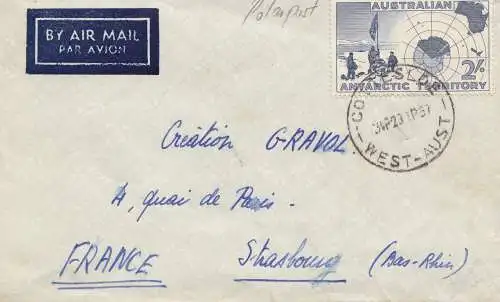 BY AIR MAIL
PAR AVION
Polarpost
AUSTRALIAN
2/-
ANTARCTIC TERRITORY
WEST-AUST
Création GRAVOL
4, Quai de Paris.
FRANCE Strasbourg (Bas-Rhin)